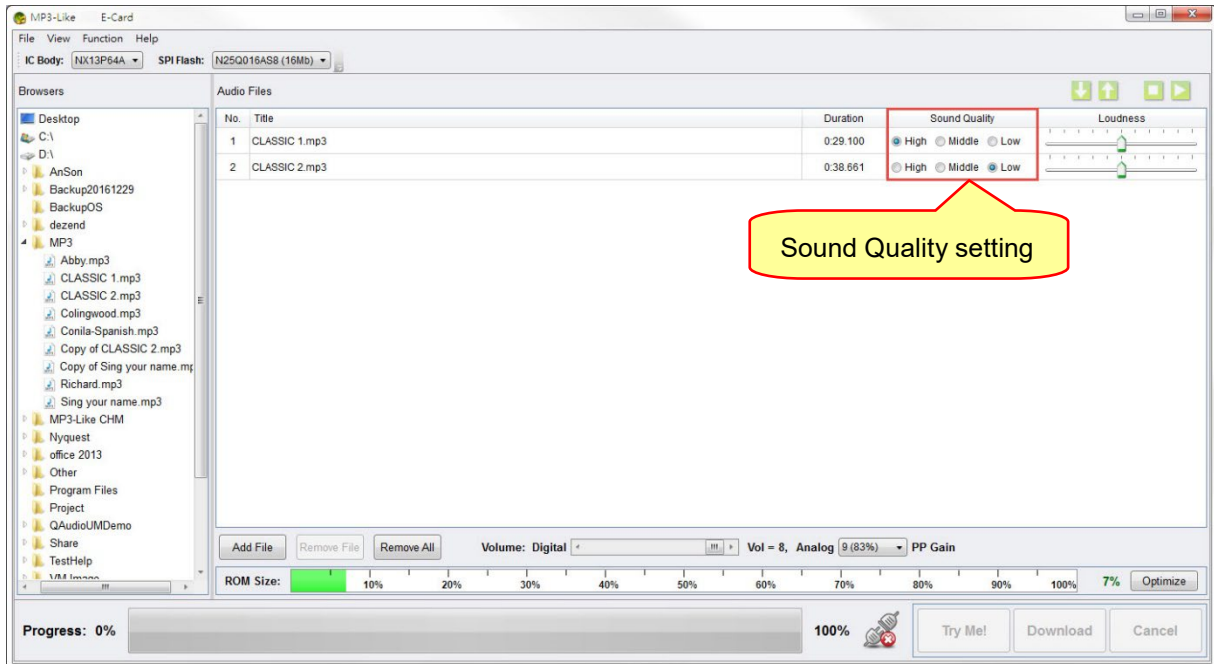 MP3-Like E-Card
File View Function Help
IC Body: NX13P64A SPI Flash: N25Q016AS8 (16Mb)
Browsers
Audio Files
Desktop
C:\
D:\
AnSon
Backup20161229
BackupOS
dezend
MP3
Abby.mp3
CLASSIC 1.mp3
CLASSIC 2.mp3
Colingwood.mp3
Conila-Spanish.mp3
Copy of CLASSIC 2.mp3
Copy of Sing your name.mp
Richard.mp3
Sing your name.mp3
MP3-Like CHM
Nyquest
office 2013
Other
Program Files
Project
QAudioUMDemo
Share
TestHelp
VM Image
No. Title Duration Sound Quality Loudness
1 CLASSIC 1.mp3 0:29.100 High Middle Low
2 CLASSIC 2.mp3 0:38.661 High Middle Low
Sound Quality setting
Add File Remove File Remove All Volume: Digital Vol = 8, Analog 9 (83%) PP Gain
ROM Size: 10% 20% 30% 40% 50% 60% 70% 80% 90% 100% 7% Optimize
Progress: 0% 100% Try Me! Download Cancel